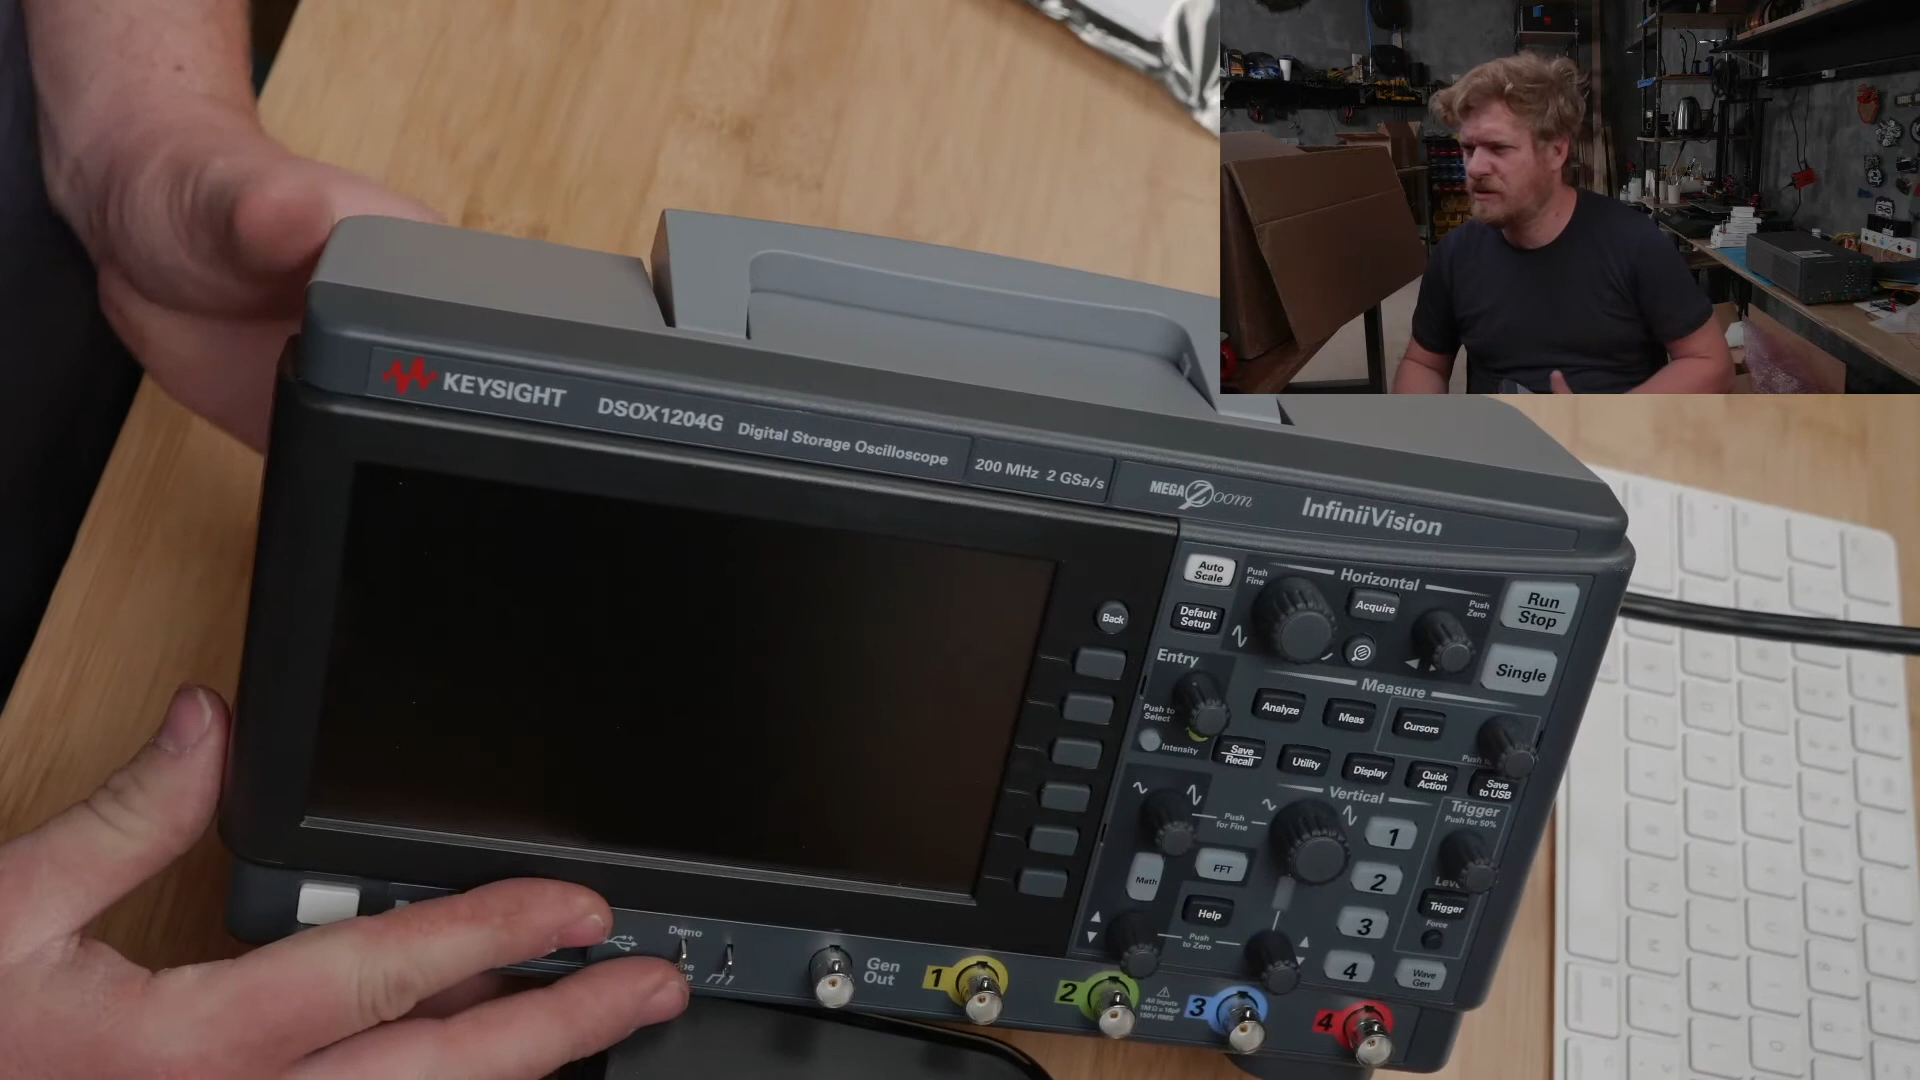 KEYSIGHT DSOX1204G Digital Storage Oscilloscope 200 MHz 2 GSa/s MEGA Zoom InfiniiVision
Auto
Scale
Push
Fine
Horizontal
Acquire
Push
Zero
Run
Stop
Default
Setup
Back
Single
Entry
Measure
Push to
Select
Analyze
Meas
Cursors
Intensity
Save
Recall
Utility
Display
Quick
Action
Save
to USB
Vertical
Trigger
Push for 50%
Push
for Fine
1
Math
FFT
2
Trigger
Help
3
Force
Push
to Zero
4
Wave
Gen
Demo
Gen
Out
1
2
All Inputs
3
4